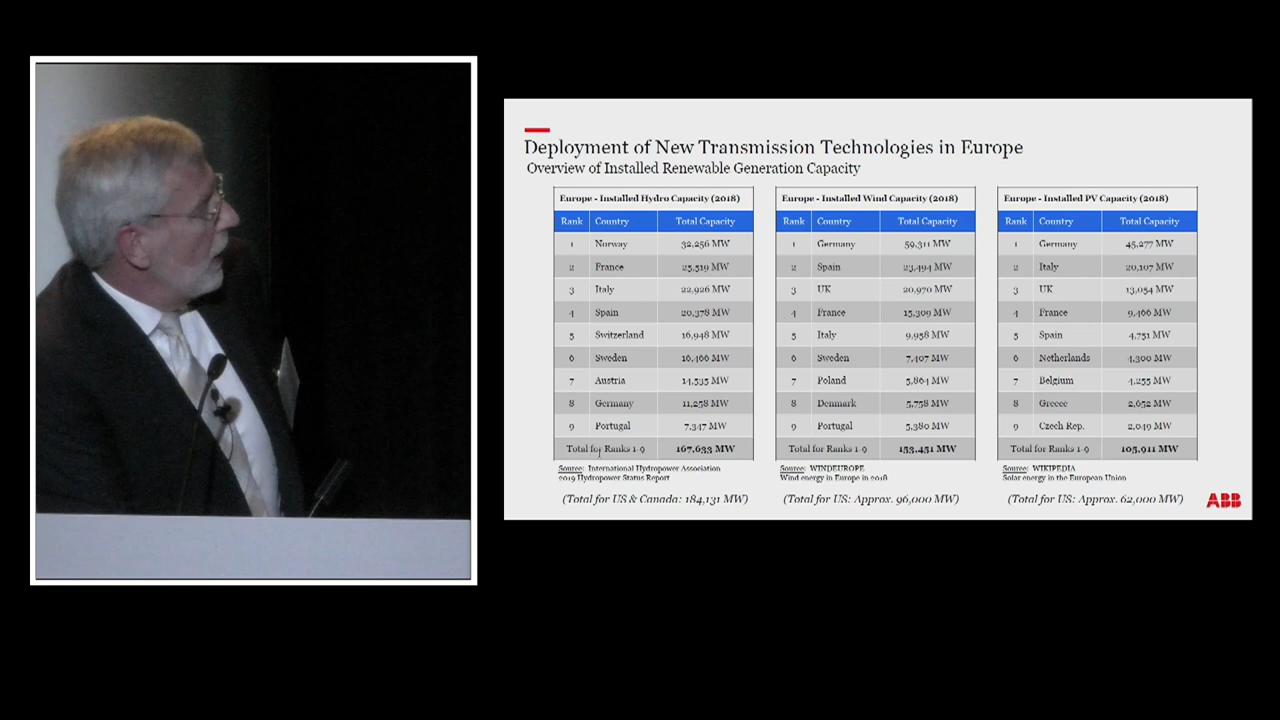 Deployment of New Transmission Technologies in Europe
Overview of Installed Renewable Generation Capacity
Europe - Installed Hydro Capacity (2018)
Rank Country Total Capacity
1 Norway 32,256 MW
2 France 25,519 MW
3 Italy 22,926 MW
4 Spain 20,378 MW
5 Switzerland 16,948 MW
6 Sweden 16,466 MW
7 Austria 14,535 MW
8 Germany 11,258 MW
9 Portugal 7,347 MW
Total for Ranks 1-9 167,633 MW
Source: International Hydropower Association
2019 Hydropower Status Report
(Total for US & Canada: 184,131 MW)
Europe - Installed Wind Capacity (2018)
Rank Country Total Capacity
1 Germany 59,311 MW
2 Spain 23,494 MW
3 UK 20,970 MW
4 France 15,309 MW
5 Italy 9,958 MW
6 Sweden 7,407 MW
7 Poland 5,864 MW
8 Denmark 5,758 MW
9 Portugal 5,380 MW
Total for Ranks 1-9 153,451 MW
Source: WINDEUROPE
Wind energy in Europe in 2018
(Total for US: Approx. 96,000 MW)
Europe - Installed PV Capacity (2018)
Rank Country Total Capacity
1 Germany 45,277 MW
2 Italy 20,107 MW
3 UK 13,054 MW
4 France 9,466 MW
5 Spain 4,751 MW
6 Netherlands 4,300 MW
7 Belgium 4,255 MW
8 Greece 2,652 MW
9 Czech Rep. 2,049 MW
Total for Ranks 1-9 105,911 MW
Source: WIKIPEDIA
Solar energy in the European Union
(Total for US: Approx. 62,000 MW)
ABB